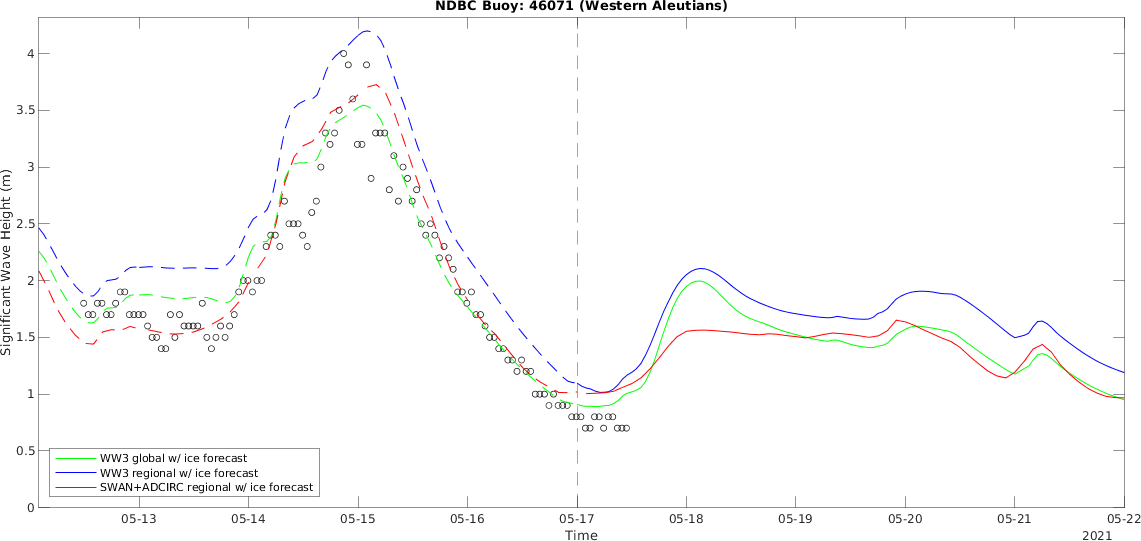 NDBC Buoy: 46071 (Western Aleutians)
Significant Wave Height (m)
4
3.5
3
2.5
2
1.5
1
0.5
0
WW3 global w/ ice forecast
WW3 regional w/ ice forecast
SWAN+ADCIRC regional w/ ice forecast
05-13 05-14 05-15 05-16 05-17 05-18 05-19 05-20 05-21 05-22
Time
2021